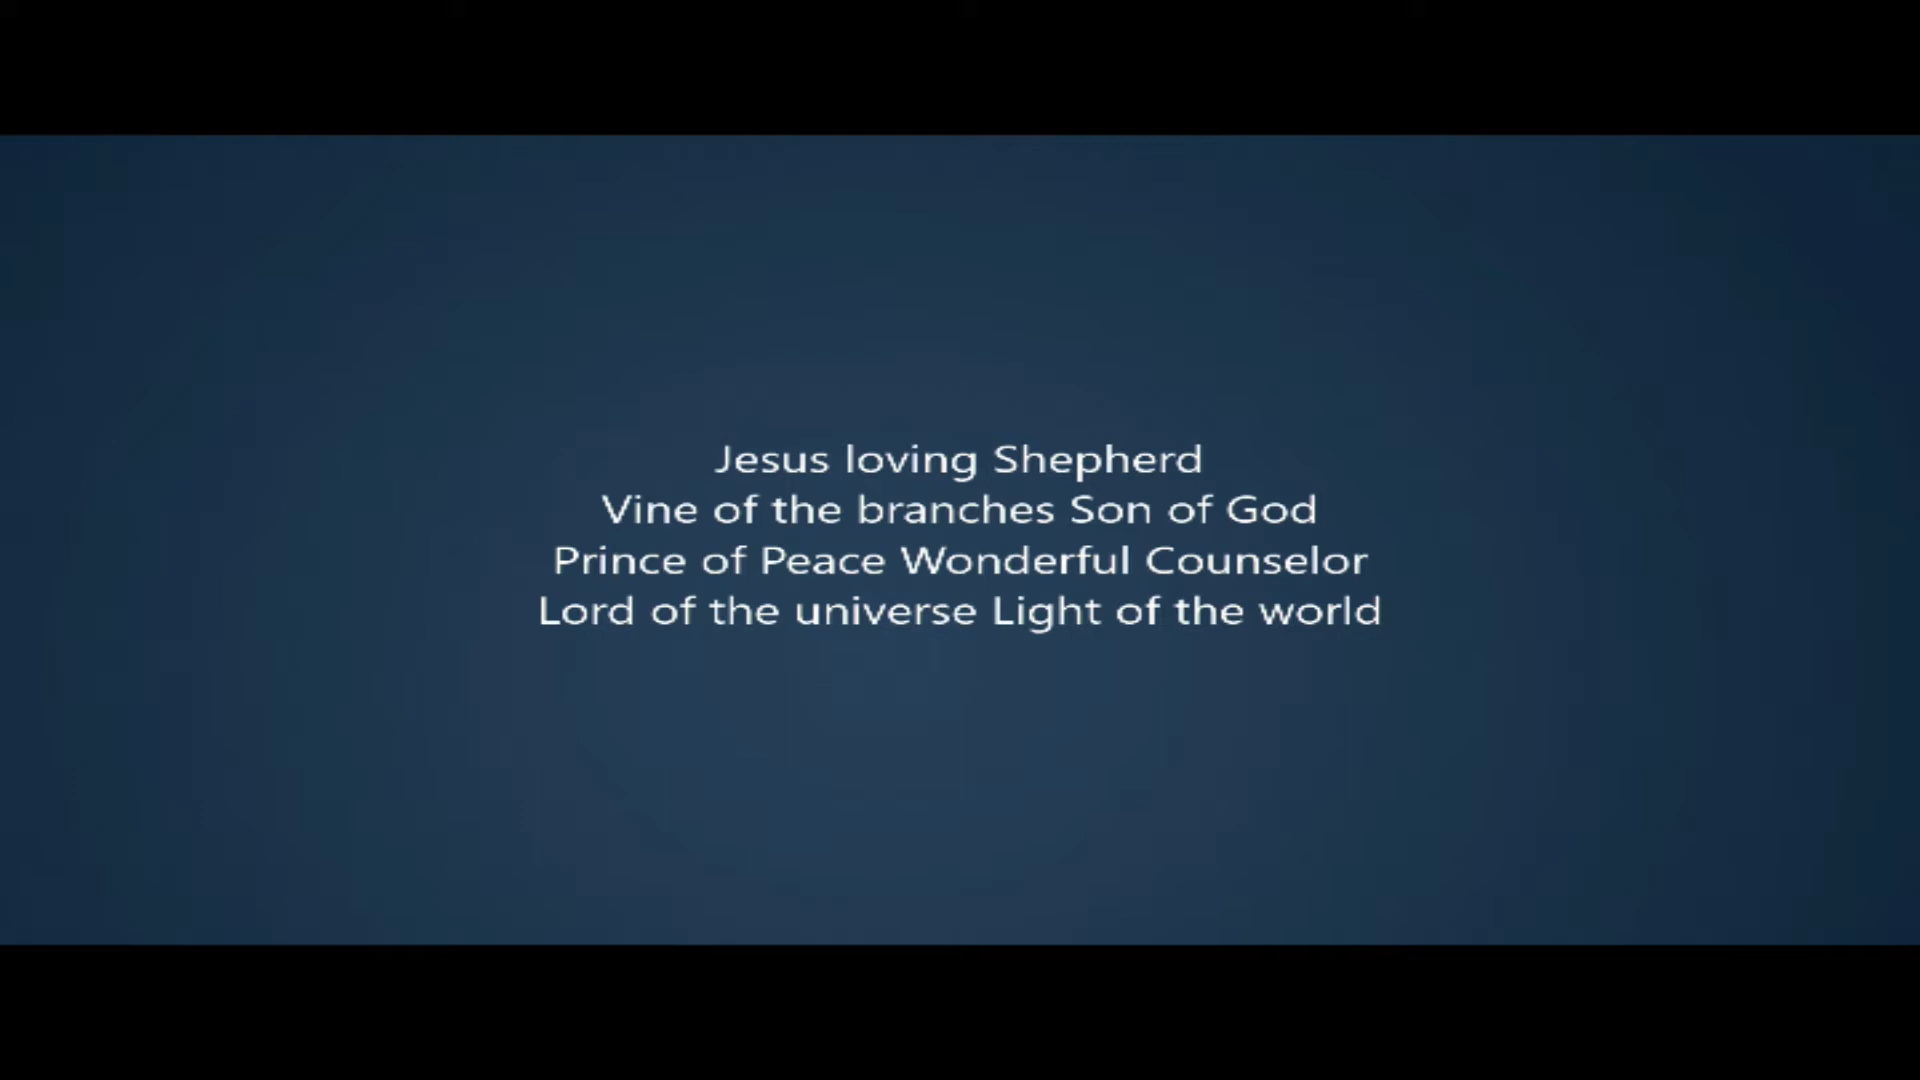 Jesus loving Shepherd
Vine of the branches Son of God
Prince of Peace Wonderful Counselor
Lord of the universe Light of the world